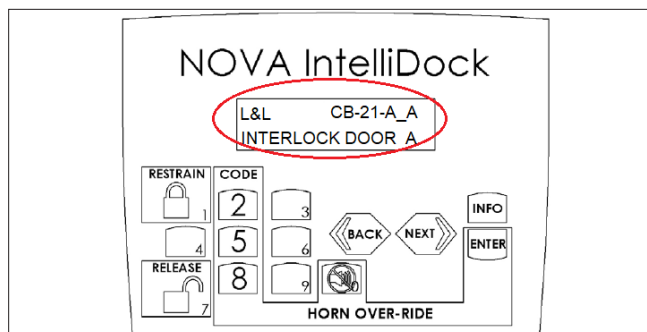 NOVA IntelliDock
L&L CB-21-A_A
INTERLOCK DOOR A
RESTRAIN CODE
1 2 3
INFO
BACK NEXT
4 5 6
ENTER
RELEASE
7 8 9
HORN OVER-RIDE